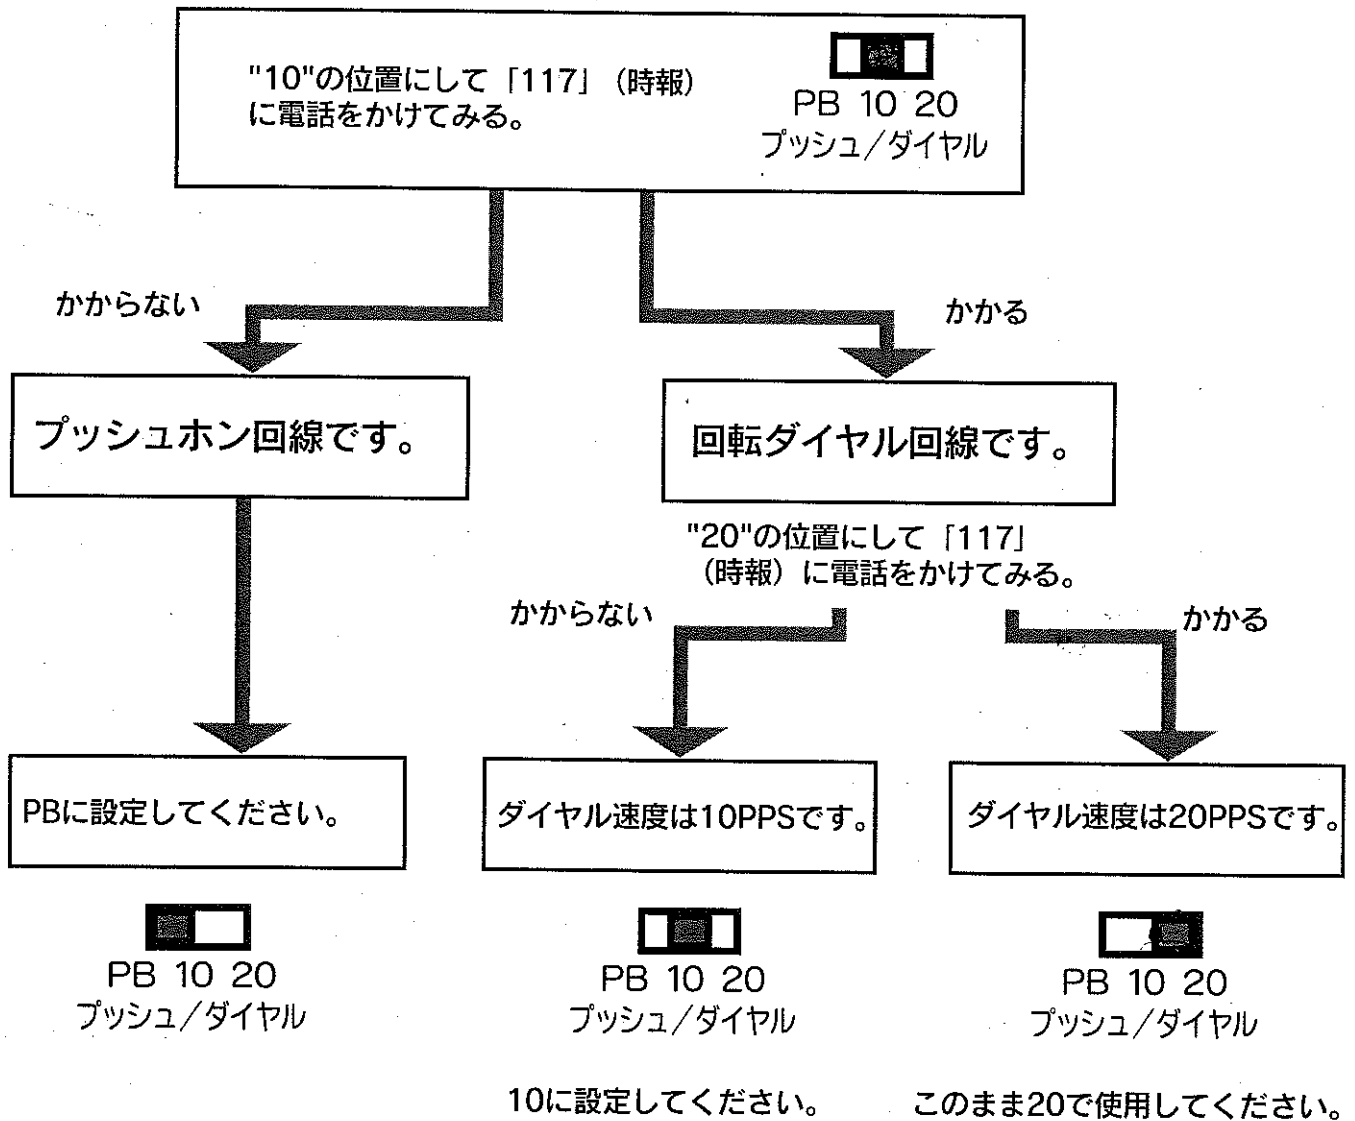 "10"の位置にして「117」（時報）
に電話をかけてみる。
PB 10 20
プッシュ／ダイヤル
かからない
かかる
プッシュホン回線です。
回転ダイヤル回線です。
"20"の位置にして「117」
（時報）に電話をかけてみる。
かからない
かかる
PBに設定してください。
ダイヤル速度は10PPSです。
ダイヤル速度は20PPSです。
PB 10 20
プッシュ／ダイヤル
PB 10 20
プッシュ／ダイヤル
PB 10 20
プッシュ／ダイヤル
10に設定してください。
このまま20で使用してください。